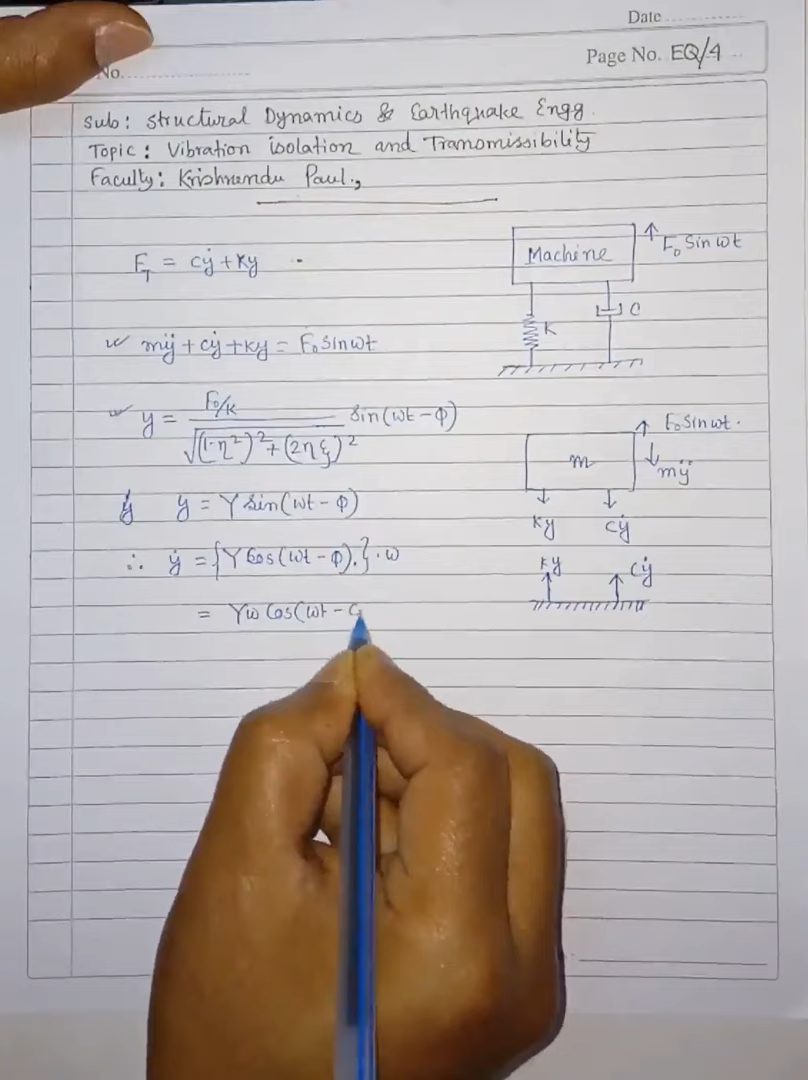 Date
Page No. EQ/4
No.
Sub: Structural Dynamics & Earthquake Engg.
Topic: Vibration isolation and Transmissibility
Faculty: Krishnendu Paul.,
F_T = cẏ + Ky
Machine
F₀ Sin ωt
K
C
mÿ + cẏ + Ky = F₀ sin ωt
y = F₀/K / √((1-η²)² + (2ηξ)²) Sin(ωt - Φ)
F₀ sin ωt.
m
mÿ
Ky
Cẏ
ẏ y = Y sin(ωt - Φ)
∴ ẏ = {Y Cos(ωt - Φ).}·ω
Ky
Cẏ
= Yω Cos(ωt -